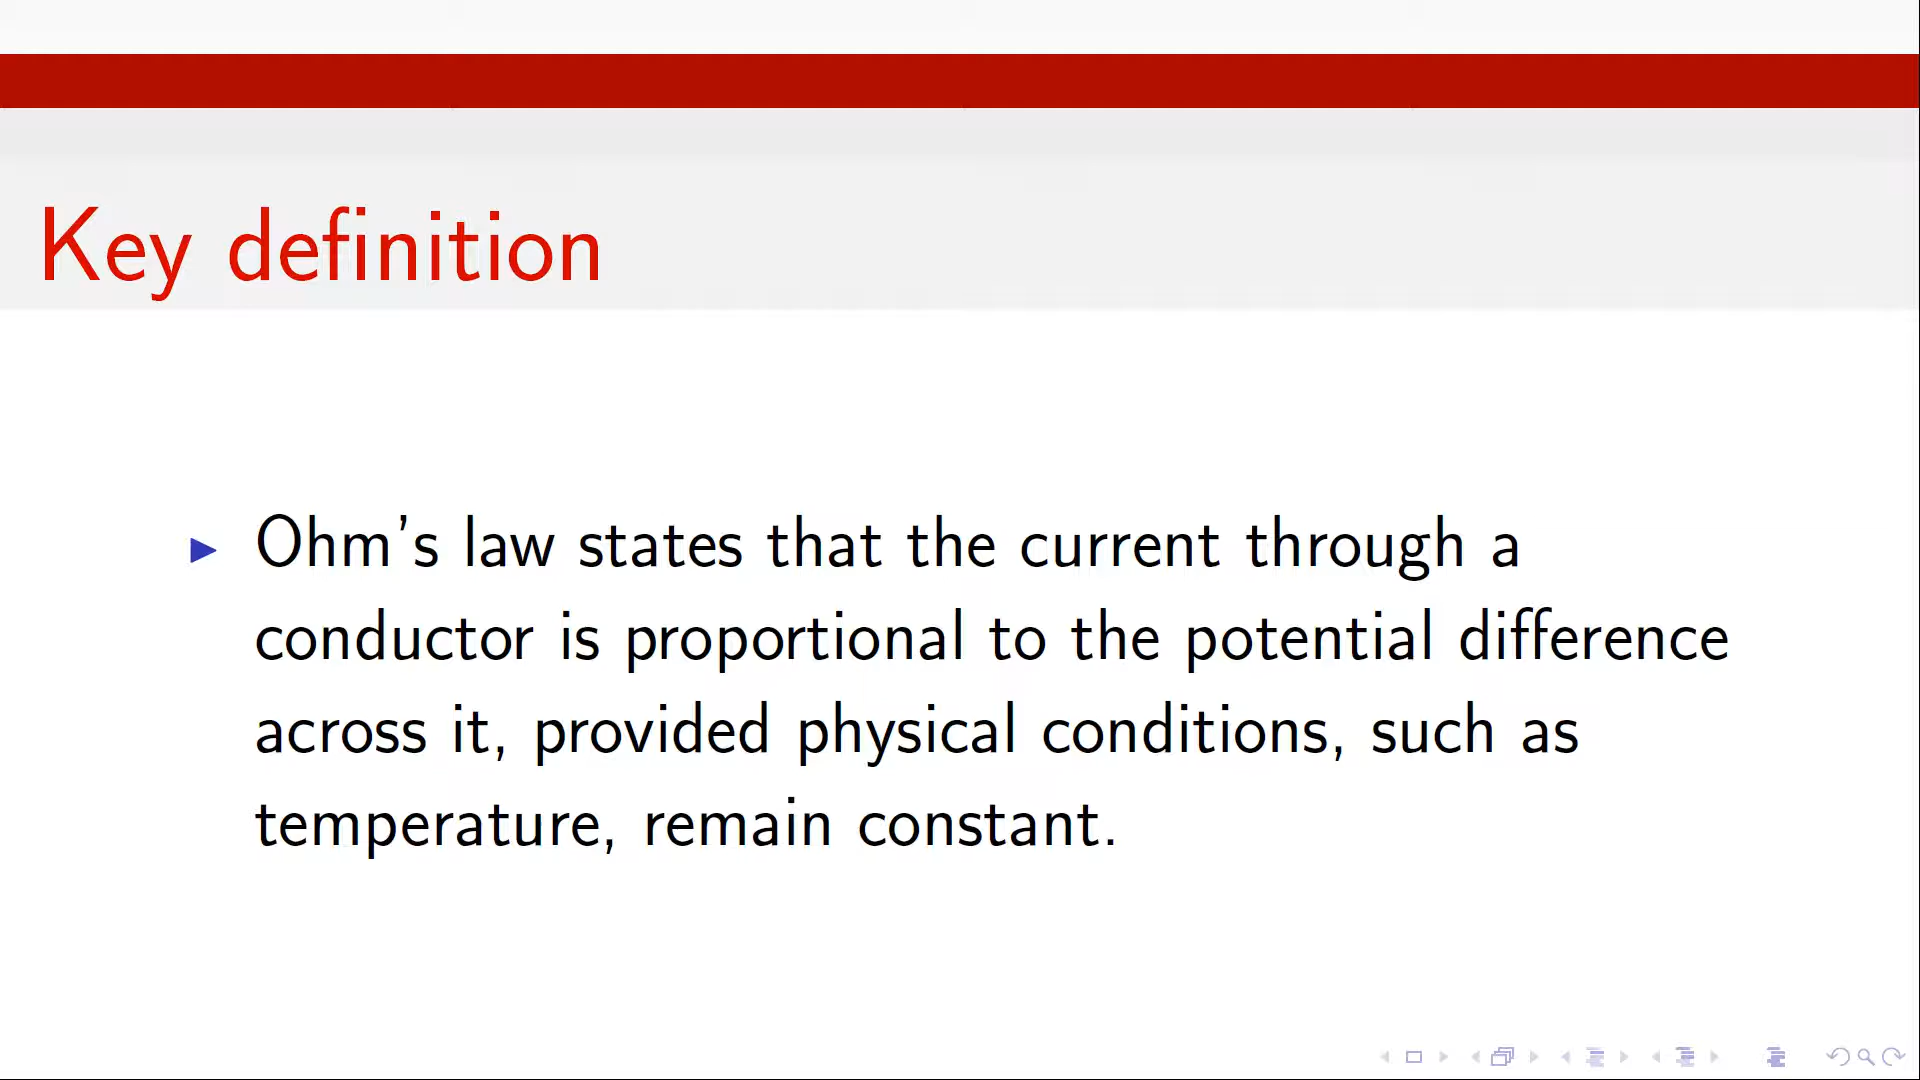 Key definition
Ohm's law states that the current through a
conductor is proportional to the potential difference
across it, provided physical conditions, such as
temperature, remain constant.